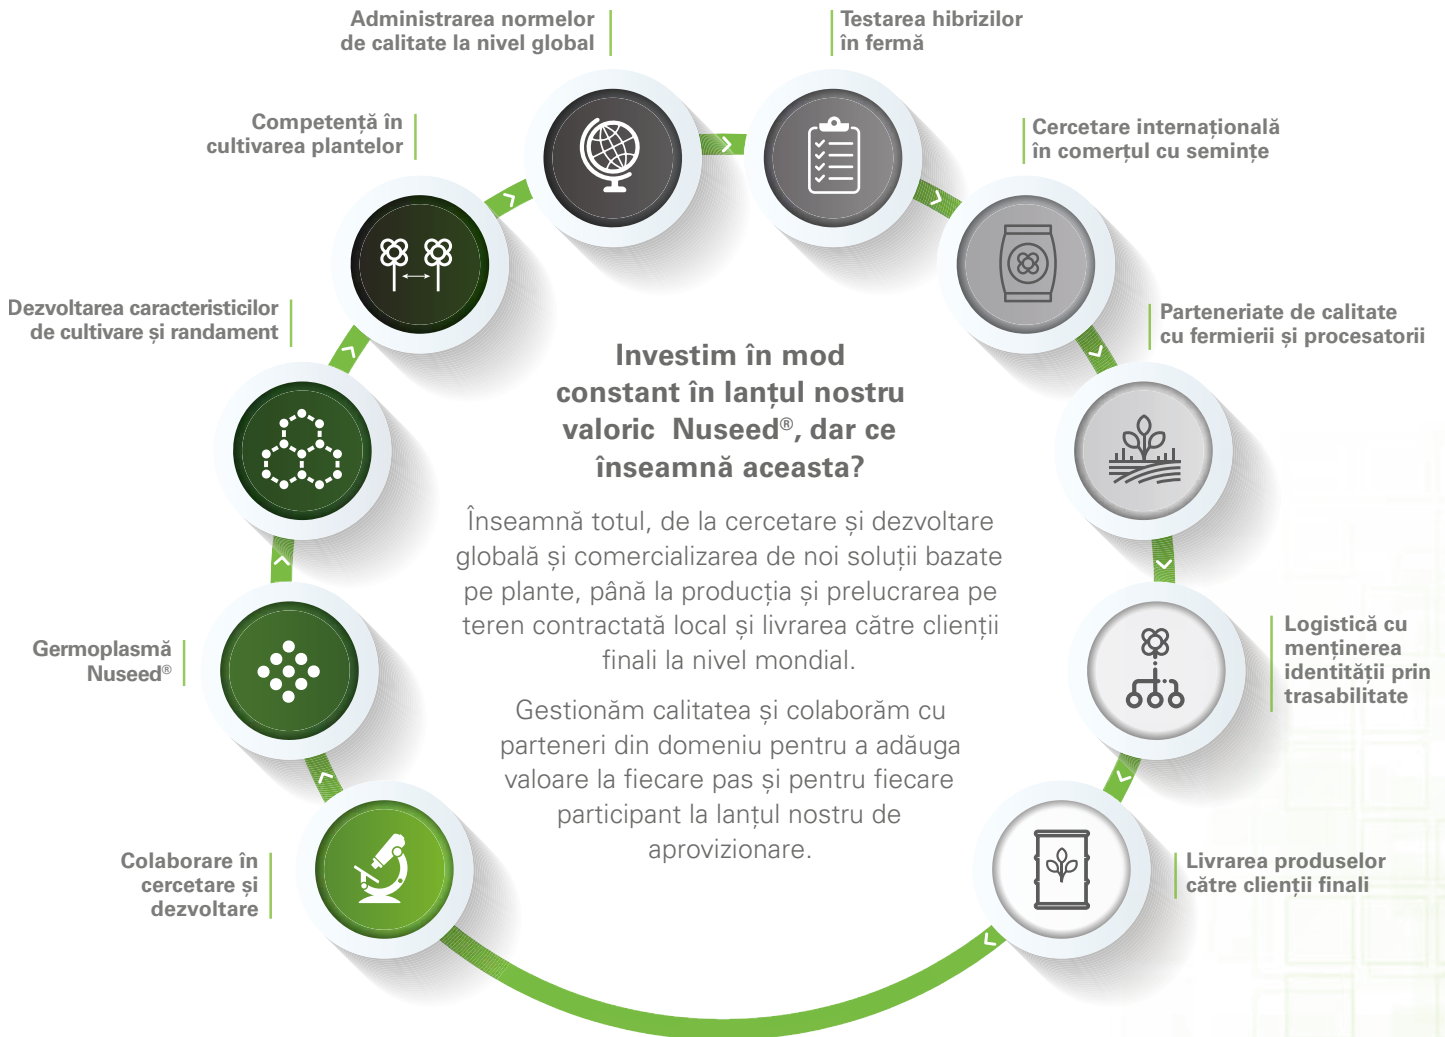 Administrarea normelor
de calitate la nivel global
Testarea hibrizilor
în fermă
Competență în
cultivarea plantelor
Cercetare internațională
în comerțul cu semințe
Dezvoltarea caracteristicilor
de cultivare și randament
Parteneriate de calitate
cu fermierii și procesatorii
Investim în mod
constant în lanțul nostru
valoric Nuseed®, dar ce
înseamnă aceasta?
Înseamnă totul, de la cercetare și dezvoltare
globală și comercializarea de noi soluții bazate
pe plante, până la producția și prelucrarea pe
teren contractată local și livrarea către clienții
finali la nivel mondial.
Gestionăm calitatea și colaborăm cu
parteneri din domeniu pentru a adăuga
valoare la fiecare pas și pentru fiecare
participant la lanțul nostru de
aprovizionare.
Germoplasmă
Nuseed®
Logistică cu
menținerea
identității prin
trasabilitate
Colaborare în
cercetare și
dezvoltare
Livrarea produselor
către clienții finali